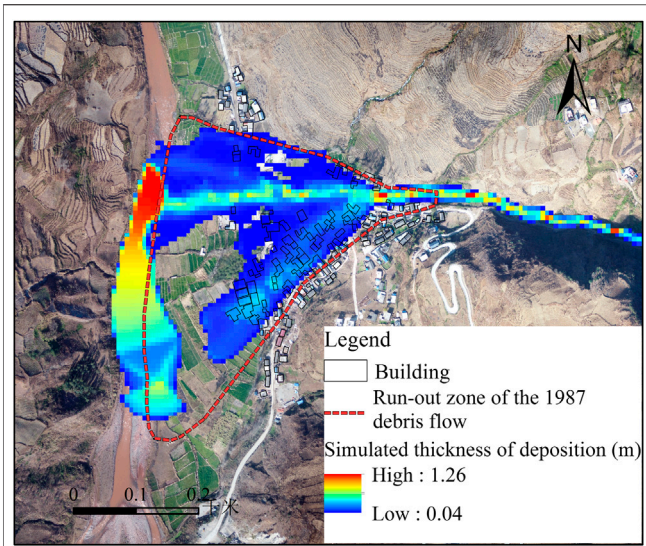 N
Legend
Building
Run-out zone of the 1987
debris flow
Simulated thickness of deposition (m)
High : 1.26
Low : 0.04
0 0.1 0.2
千米